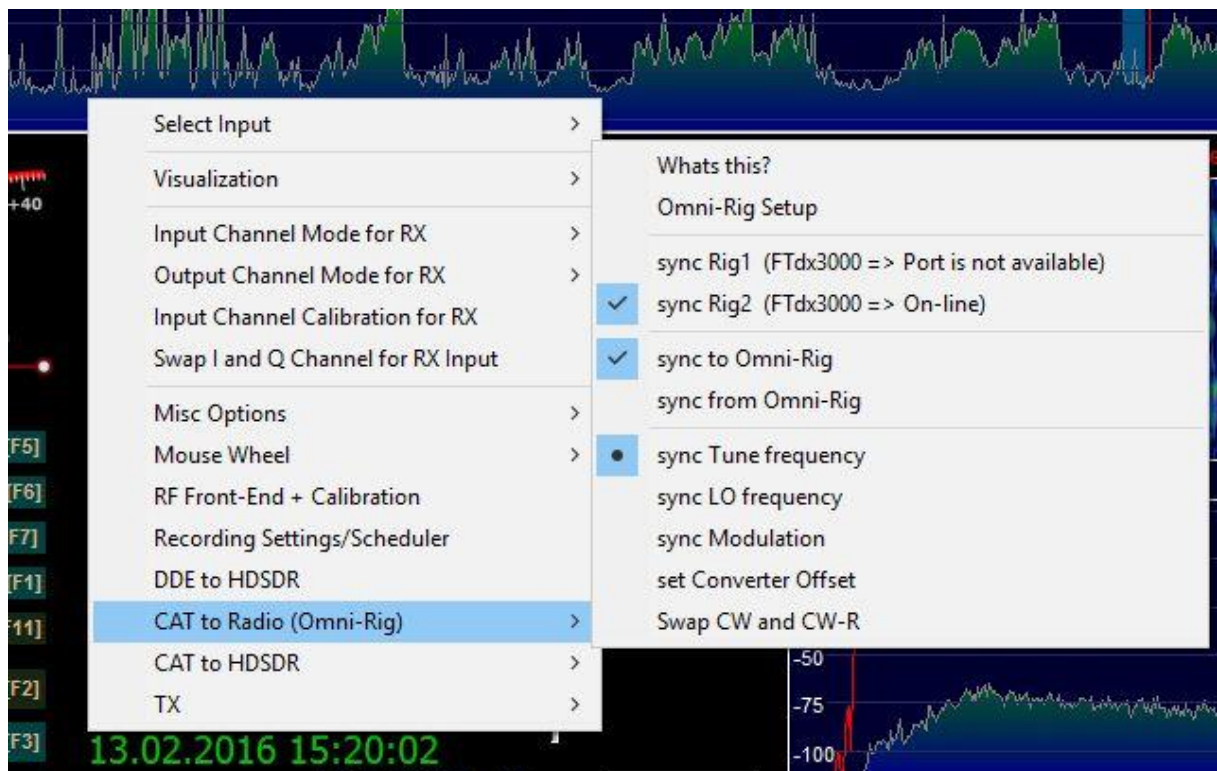 +40
Select Input
Visualization
Input Channel Mode for RX
Output Channel Mode for RX
Input Channel Calibration for RX
Swap I and Q Channel for RX Input
Misc Options
Mouse Wheel
RF Front-End + Calibration
Recording Settings/Scheduler
DDE to HDSDR
CAT to Radio (Omni-Rig)
CAT to HDSDR
TX
Whats this?
Omni-Rig Setup
sync Rig1 (FTdx3000 => Port is not available)
sync Rig2 (FTdx3000 => On-line)
sync to Omni-Rig
sync from Omni-Rig
sync Tune frequency
sync LO frequency
sync Modulation
set Converter Offset
Swap CW and CW-R
[F5]
[F6]
F7]
[F1]
11]
[F2]
[F3]
13.02.2016 15:20:02
-50
-75
-100